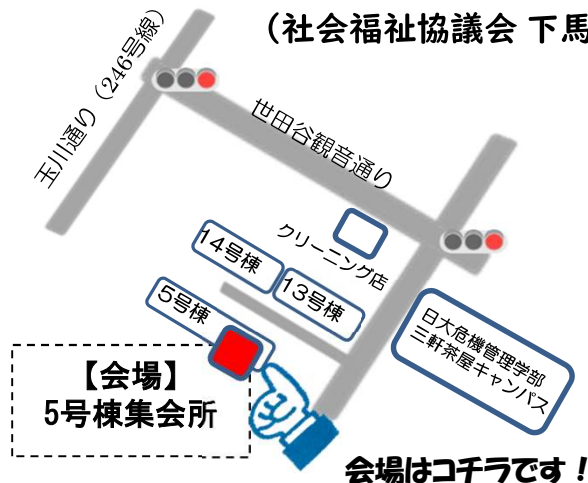 （社会福祉協議会 下馬
玉川通り（246号線）
世田谷観音通り
クリーニング店
14号棟
13号棟
5号棟
日大危機管理学部
三軒茶屋キャンパス
【会場】
5号棟集会所
会場はコチラです！